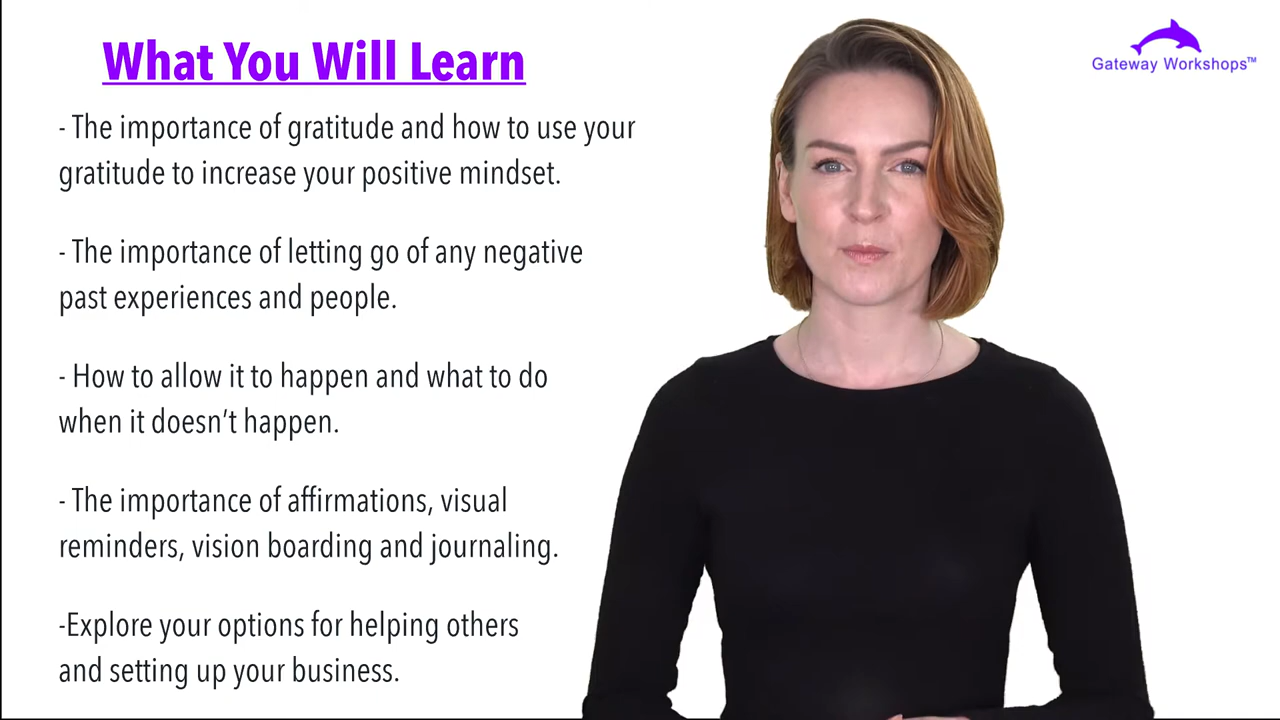 What You Will Learn
Gateway Workshops™
- The importance of gratitude and how to use your
gratitude to increase your positive mindset.
- The importance of letting go of any negative
past experiences and people.
- How to allow it to happen and what to do
when it doesn’t happen.
- The importance of affirmations, visual
reminders, vision boarding and journaling.
-Explore your options for helping others
and setting up your business.